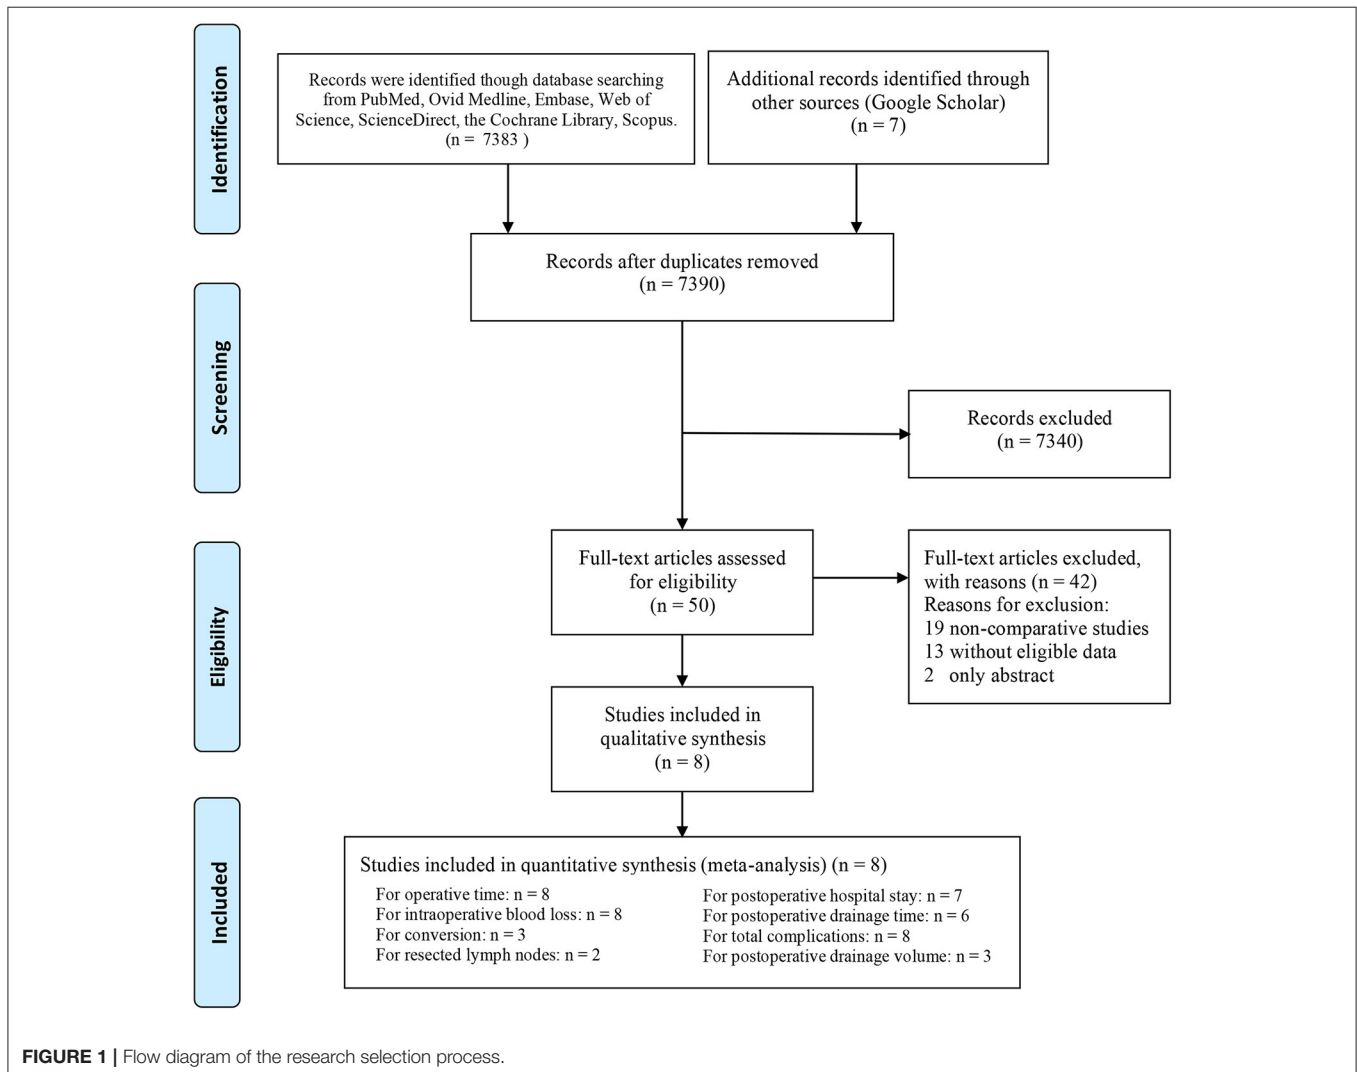 Identification
Records were identified though database searching
from PubMed, Ovid Medline, Embase, Web of
Science, ScienceDirect, the Cochrane Library, Scopus.
(n = 7383 )
Additional records identified through
other sources (Google Scholar)
(n = 7)
Records after duplicates removed
(n = 7390)
Screening
Records excluded
(n = 7340)
Eligibility
Full-text articles assessed
for eligibility
(n = 50)
Full-text articles excluded,
with reasons (n = 42)
Reasons for exclusion:
19 non-comparative studies
13 without eligible data
2 only abstract
Studies included in
qualitative synthesis
(n = 8)
Included
Studies included in quantitative synthesis (meta-analysis) (n = 8)
For operative time: n = 8
For intraoperative blood loss: n = 8
For conversion: n = 3
For resected lymph nodes: n = 2
For postoperative hospital stay: n = 7
For postoperative drainage time: n = 6
For total complications: n = 8
For postoperative drainage volume: n = 3
FIGURE 1 | Flow diagram of the research selection process.